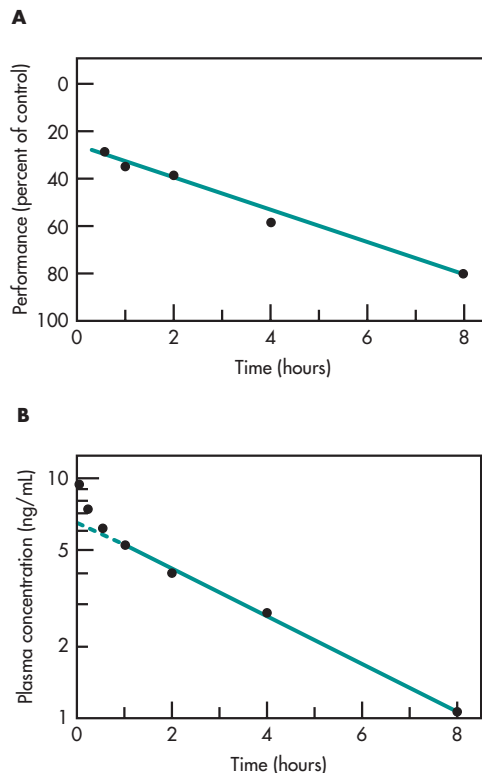 A
Performance (percent of control)
0
20
40
60
80
100
0 2 4 6 8
Time (hours)
B
Plasma concentration (ng/mL)
10
5
2
1
0 2 4 6 8
Time (hours)